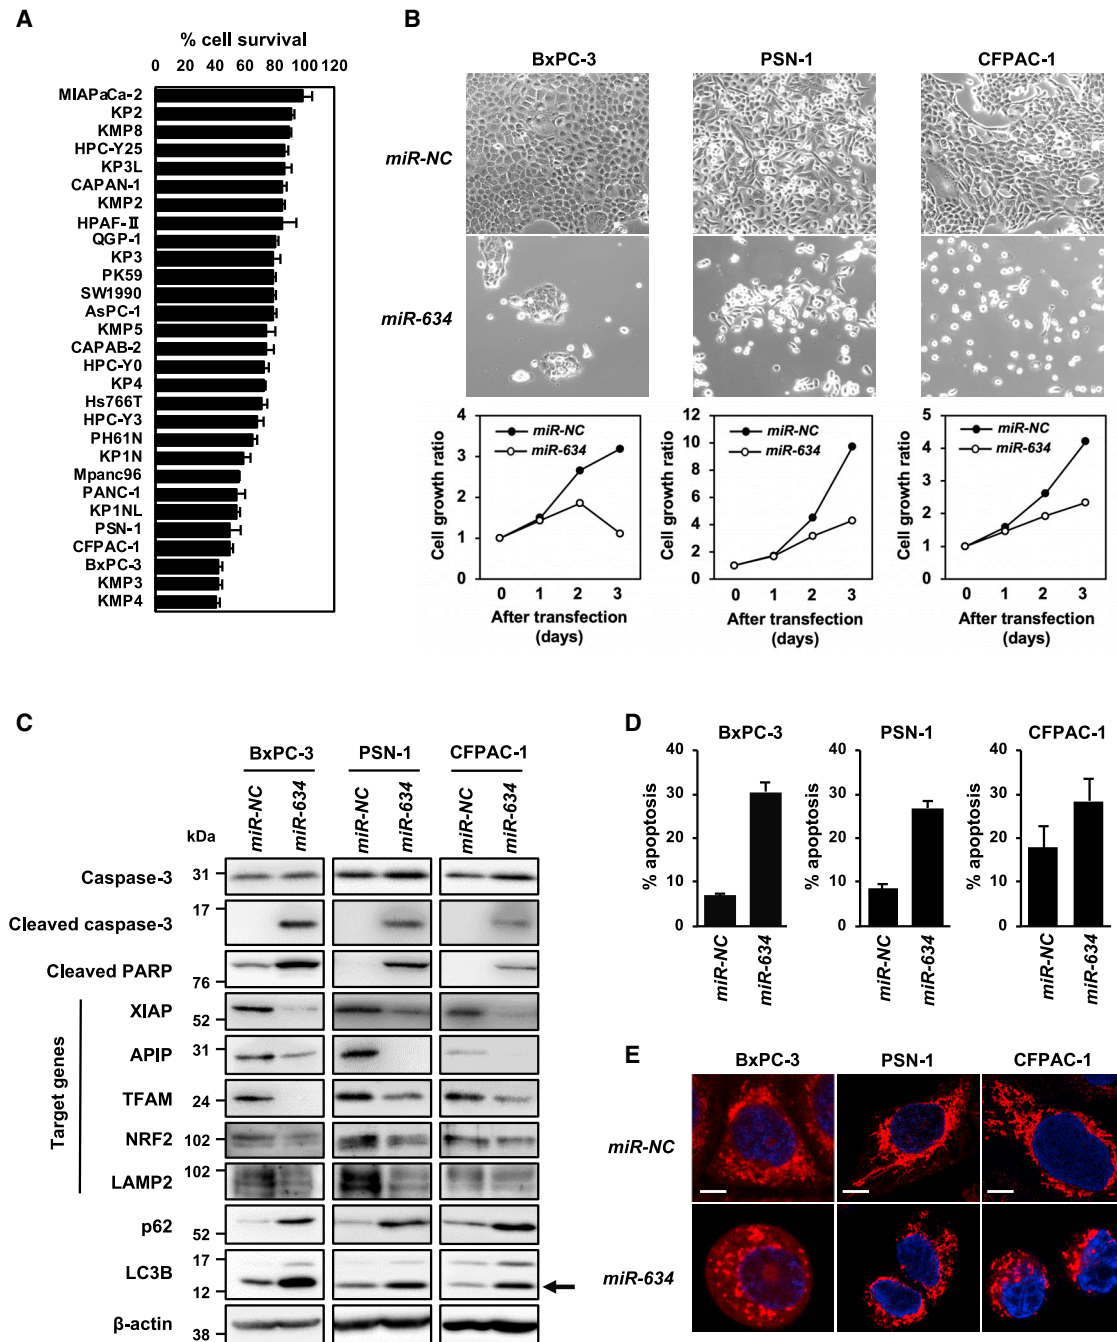 A
% cell survival
0 20 40 60 80 100 120
MIAPaCa-2
KP2
KMP8
HPC-Y25
KP3L
CAPAN-1
KMP2
HPAF-II
QGP-1
KP3
PK59
SW1990
AsPC-1
KMP5
CAPAB-2
HPC-Y0
KP4
Hs766T
HPC-Y3
PH61N
KP1N
Mpanc96
PANC-1
KP1NL
PSN-1
CFPAC-1
BxPC-3
KMP3
KMP4
B
BxPC-3 PSN-1 CFPAC-1
miR-NC
miR-634
Cell growth ratio
4
3
2
1
0
miR-NC
miR-634
0 1 2 3
After transfection
(days)
Cell growth ratio
12
10
8
6
4
2
0
miR-NC
miR-634
0 1 2 3
After transfection
(days)
Cell growth ratio
5
4
3
2
1
0
miR-NC
miR-634
0 1 2 3
After transfection
(days)
C
BxPC-3 PSN-1 CFPAC-1
miR-NC miR-634 miR-NC miR-634 miR-NC miR-634
kDa
Caspase-3 31
Cleaved caspase-3 17
Cleaved PARP 76
Target genes
XIAP 52
APIP 31
TFAM 24
NRF2 102
LAMP2 102
p62 52
LC3B 17
12
β-actin 38
D
BxPC-3
% apoptosis
40
30
20
10
0
miR-NC miR-634
PSN-1
% apoptosis
40
30
20
10
0
miR-NC miR-634
CFPAC-1
% apoptosis
40
30
20
10
0
miR-NC miR-634
E
BxPC-3 PSN-1 CFPAC-1
miR-NC
miR-634